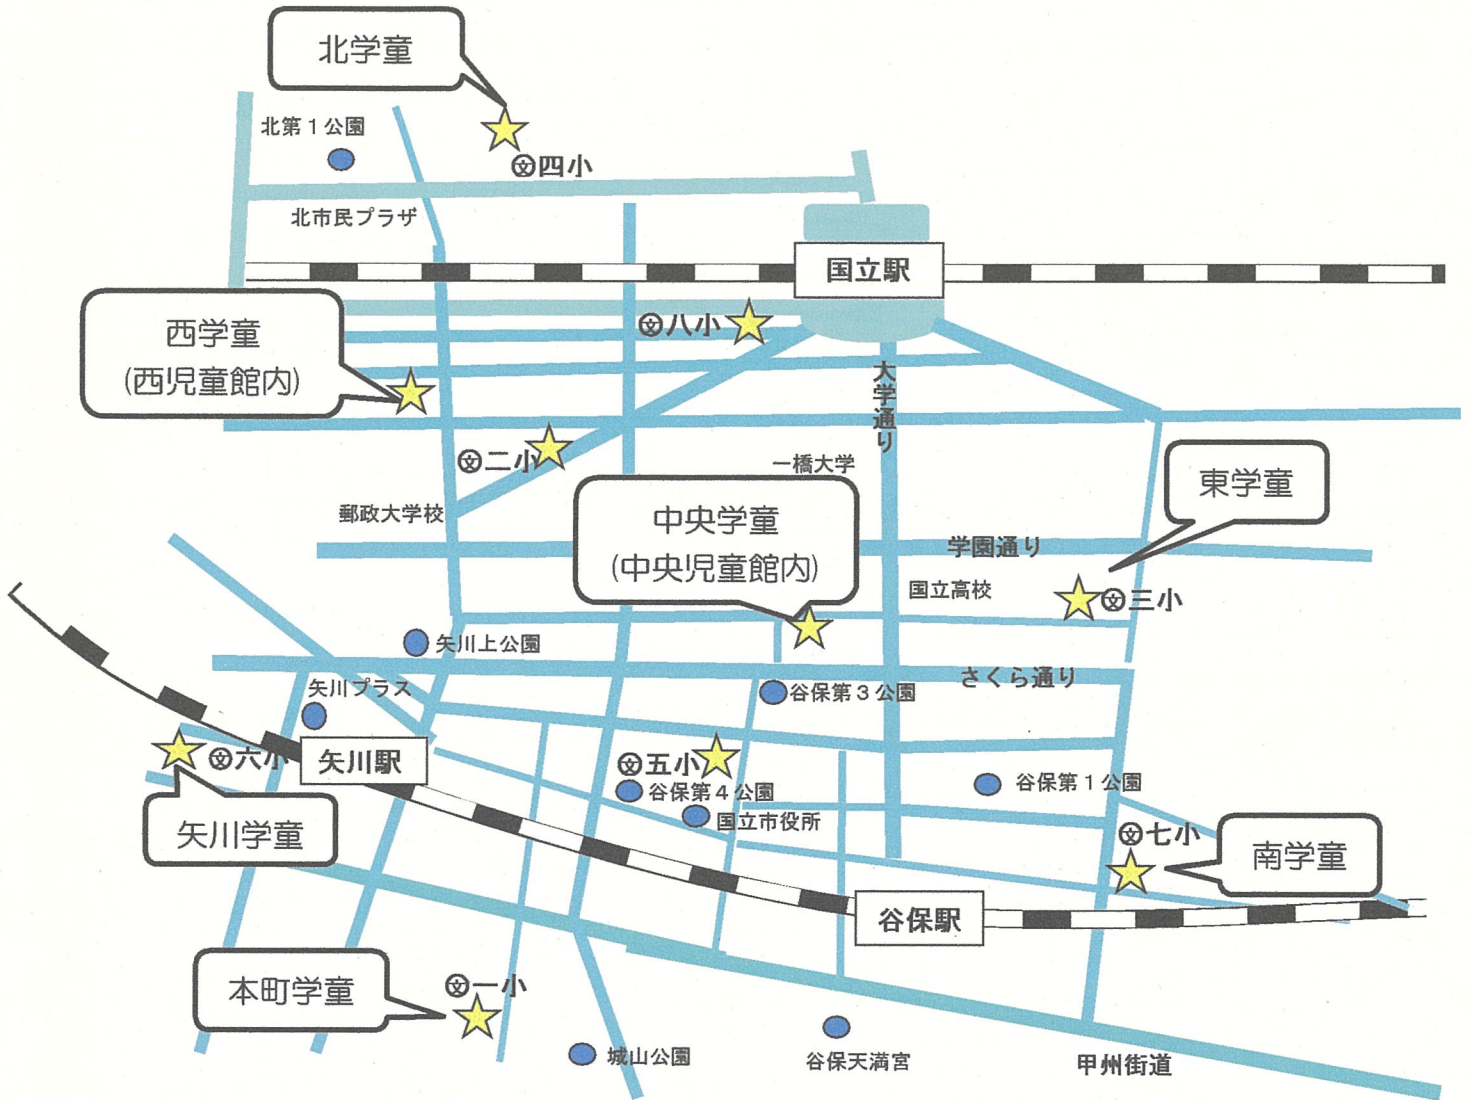 北学童
北第1公園
㊫四小
北市民プラザ
国立駅
西学童
(西児童館内)
㊫八小
大学通り
㊫二小
一橋大学
郵政大学校
中央学童
(中央児童館内)
東学童
学園通り
国立高校
㊫三小
矢川上公園
さくら通り
矢川プラス
谷保第3公園
㊫六小
矢川駅
㊫五小
谷保第4公園
谷保第1公園
国立市役所
矢川学童
㊫七小
南学童
谷保駅
本町学童
㊫一小
城山公園
谷保天満宮
甲州街道